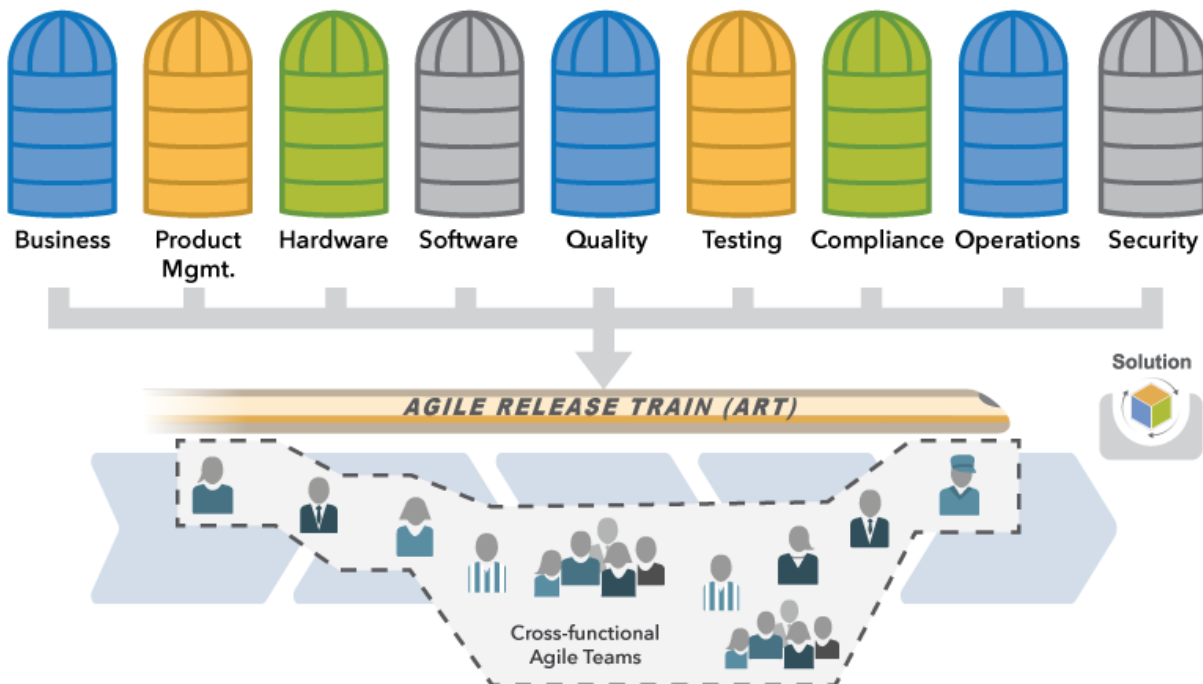 Business
Product
Mgmt.
Hardware
Software
Quality
Testing
Compliance
Operations
Security
Solution
AGILE RELEASE TRAIN (ART)
Cross-functional
Agile Teams